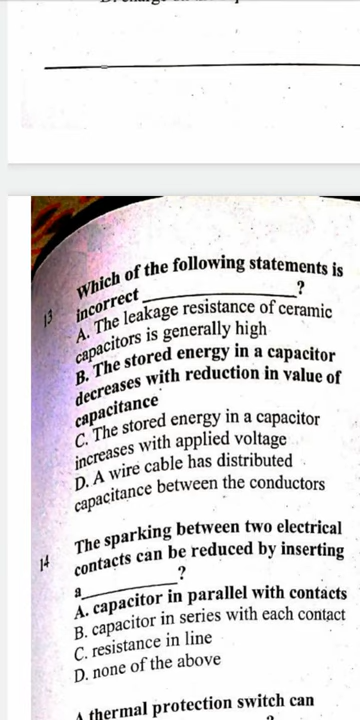 13 Which of the following statements is
incorrect ______________?
A. The leakage resistance of ceramic
capacitors is generally high
B. The stored energy in a capacitor
decreases with reduction in value of
capacitance
C. The stored energy in a capacitor
increases with applied voltage
D. A wire cable has distributed
capacitance between the conductors
14 The sparking between two electrical
contacts can be reduced by inserting
a_________?
A. capacitor in parallel with contacts
B. capacitor in series with each contact
C. resistance in line
D. none of the above
A thermal protection switch can